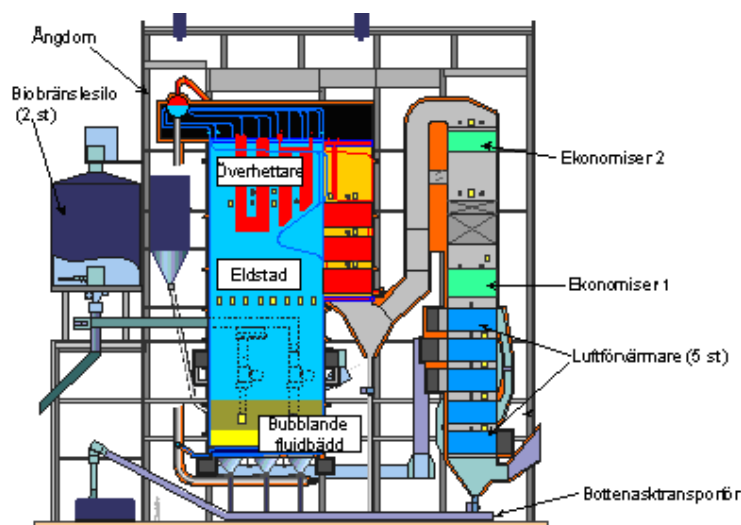 Ångdom
Biobränslesilo
(2 st)
Överhettare
Ekonomiser 2
Eldstad
Ekonomiser 1
Luftförvärmare (5 st)
Bubblande
fluidbädd
Bottenasktransportör